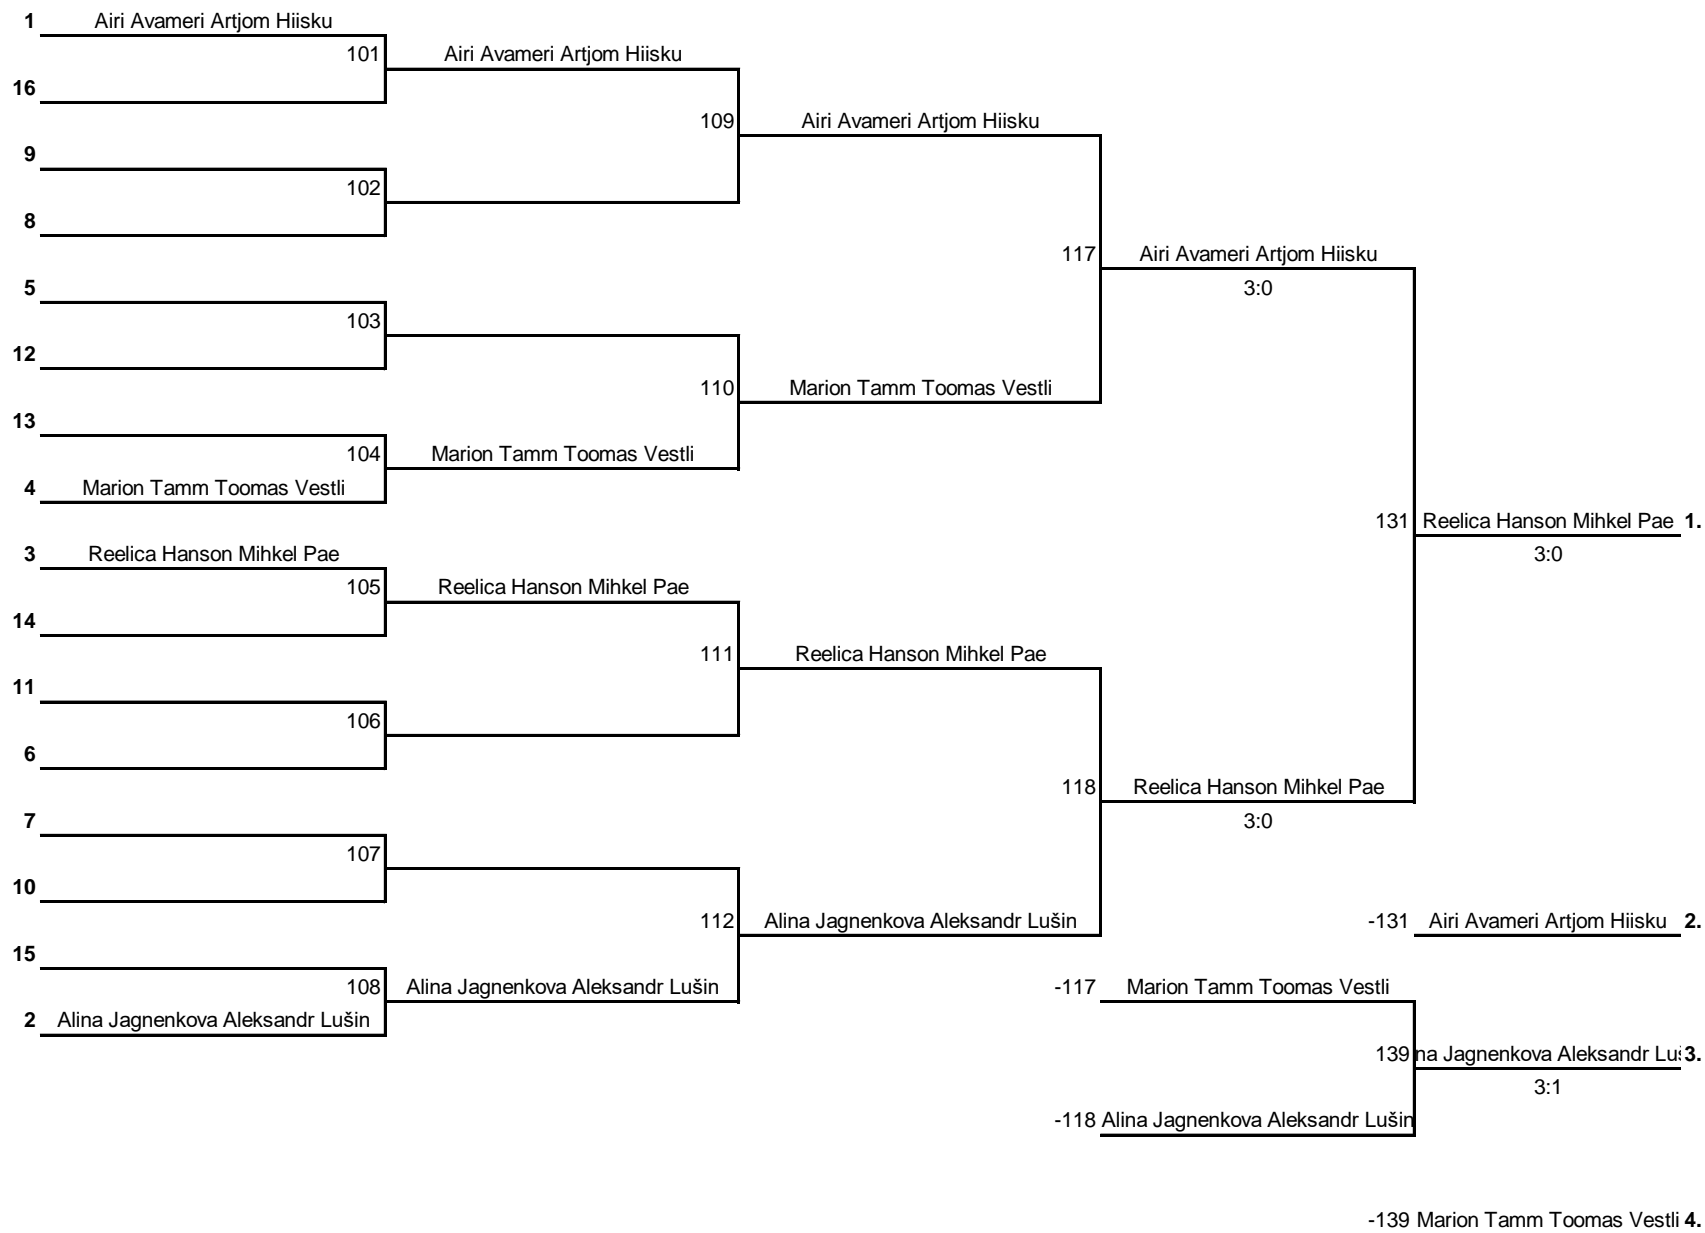 1 Airi Avameri Artjom Hiisku
101 Airi Avameri Artjom Hiisku
16
109 Airi Avameri Artjom Hiisku
9
102
8
117 Airi Avameri Artjom Hiisku
5
3:0
103
12
110 Marion Tamm Toomas Vestli
13
104 Marion Tamm Toomas Vestli
4 Marion Tamm Toomas Vestli
131 Reelica Hanson Mihkel Pae 1.
3 Reelica Hanson Mihkel Pae
3:0
105 Reelica Hanson Mihkel Pae
14
111 Reelica Hanson Mihkel Pae
11
106
6
118 Reelica Hanson Mihkel Pae
7
3:0
107
10
112 Alina Jagnenkova Aleksandr Lušin
-131 Airi Avameri Artjom Hiisku 2.
15
108 Alina Jagnenkova Aleksandr Lušin
-117 Marion Tamm Toomas Vestli
2 Alina Jagnenkova Aleksandr Lušin
139 na Jagnenkova Aleksandr Luš 3.
3:1
-118 Alina Jagnenkova Aleksandr Lušin
-139 Marion Tamm Toomas Vestli 4.